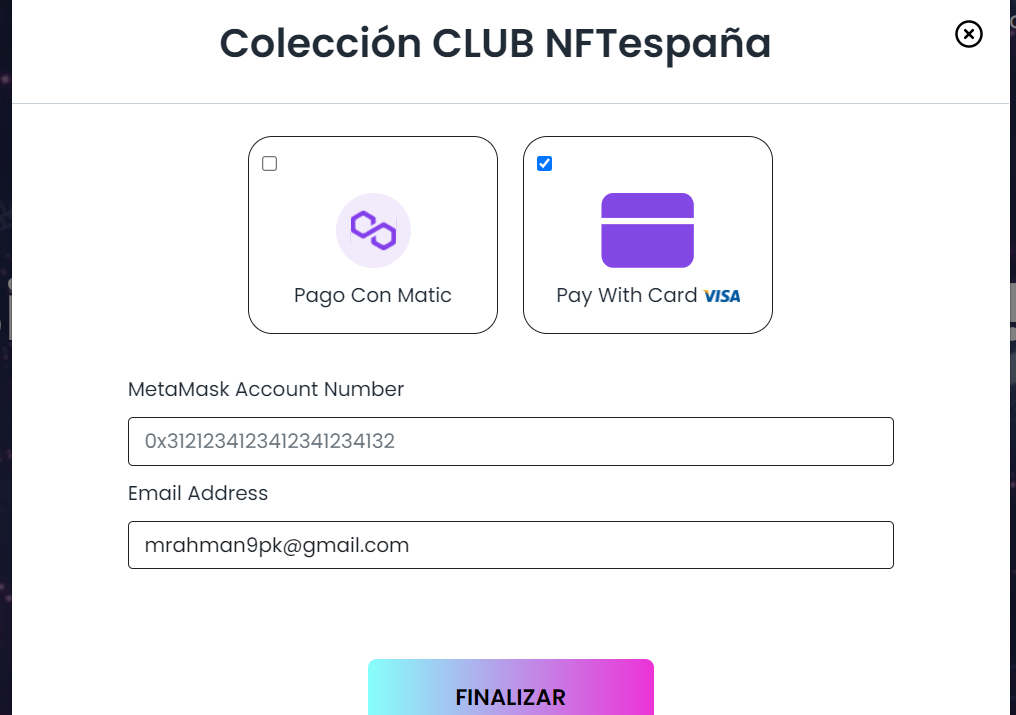 Colección CLUB NFTespaña
Pago Con Matic
Pay With Card VISA
MetaMask Account Number
0x3121234123412341234132
Email Address
mrahman9pk@gmail.com
FINALIZAR